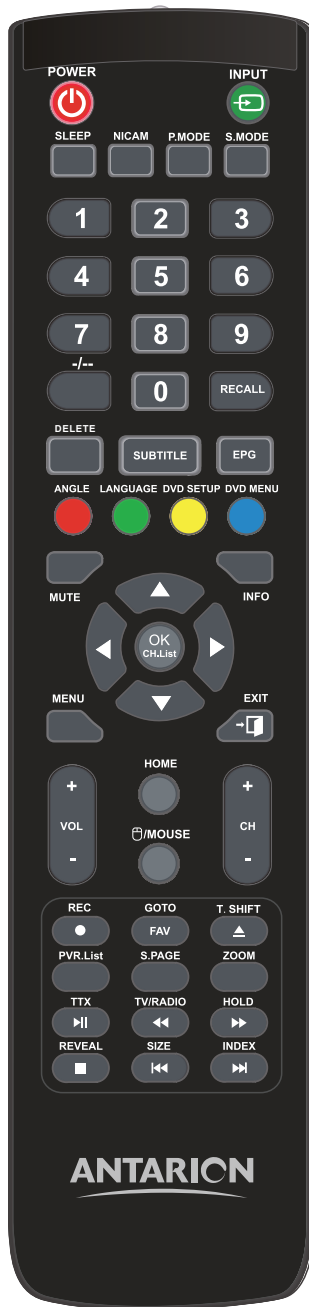 POWER INPUT
SLEEP NICAM P.MODE S.MODE
1 2 3
4 5 6
7 8 9
-/--
0 RECALL
DELETE
SUBTITLE EPG
ANGLE LANGUAGE DVD SETUP DVD MENU
MUTE INFO
OK
CH.List
MENU EXIT
HOME
+ +
VOL CH
/MOUSE
- -
REC GOTO T. SHIFT
FAV
PVR.List S.PAGE ZOOM
TTX TV/RADIO HOLD
REVEAL SIZE INDEX
ANTARION